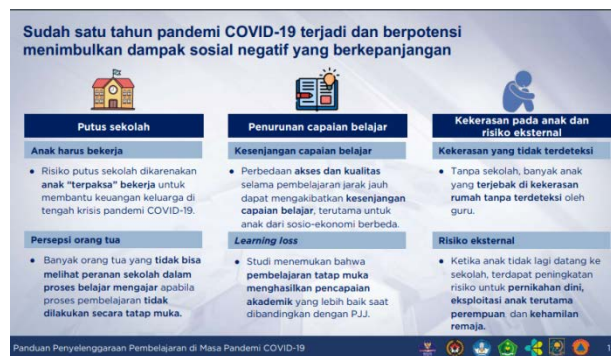 Sudah satu tahun pandemi COVID-19 terjadi dan berpotensi
menimbulkan dampak sosial negatif yang berkepanjangan
Putus sekolah
Anak harus bekerja
• Risiko putus sekolah dikarenakan
anak "terpaksa" bekerja untuk
membantu keuangan keluarga di
tengah krisis pandemi COVID-19.
Persepsi orang tua
• Banyak orang tua yang tidak bisa
melihat peranan sekolah dalam
proses belajar mengajar apabila
proses pembelajaran tidak
dilakukan secara tatap muka.
Penurunan capaian belajar
Kesenjangan capaian belajar
• Perbedaan akses dan kualitas
selama pembelajaran jarak jauh
dapat mengakibatkan kesenjangan
capaian belajar, terutama untuk
anak dari sosio-ekonomi berbeda.
Learning loss
• Studi menemukan bahwa
pembelajaran tatap muka
menghasilkan pencapaian
akademik yang lebih baik saat
dibandingkan dengan PJJ.
Kekerasan pada anak dan
risiko eksternal
Kekerasan yang tidak terdeteksi
• Tanpa sekolah, banyak anak
yang terjebak di kekerasan
rumah tanpa terdeteksi oleh
guru.
Risiko eksternal
• Ketika anak tidak lagi datang ke
sekolah, terdapat peningkatan
risiko untuk pernikahan dini,
eksploitasi anak terutama
perempuan, dan kehamilan
remaja.
Panduan Penyelenggaraan Pembelajaran di Masa Pandemi COVID-19